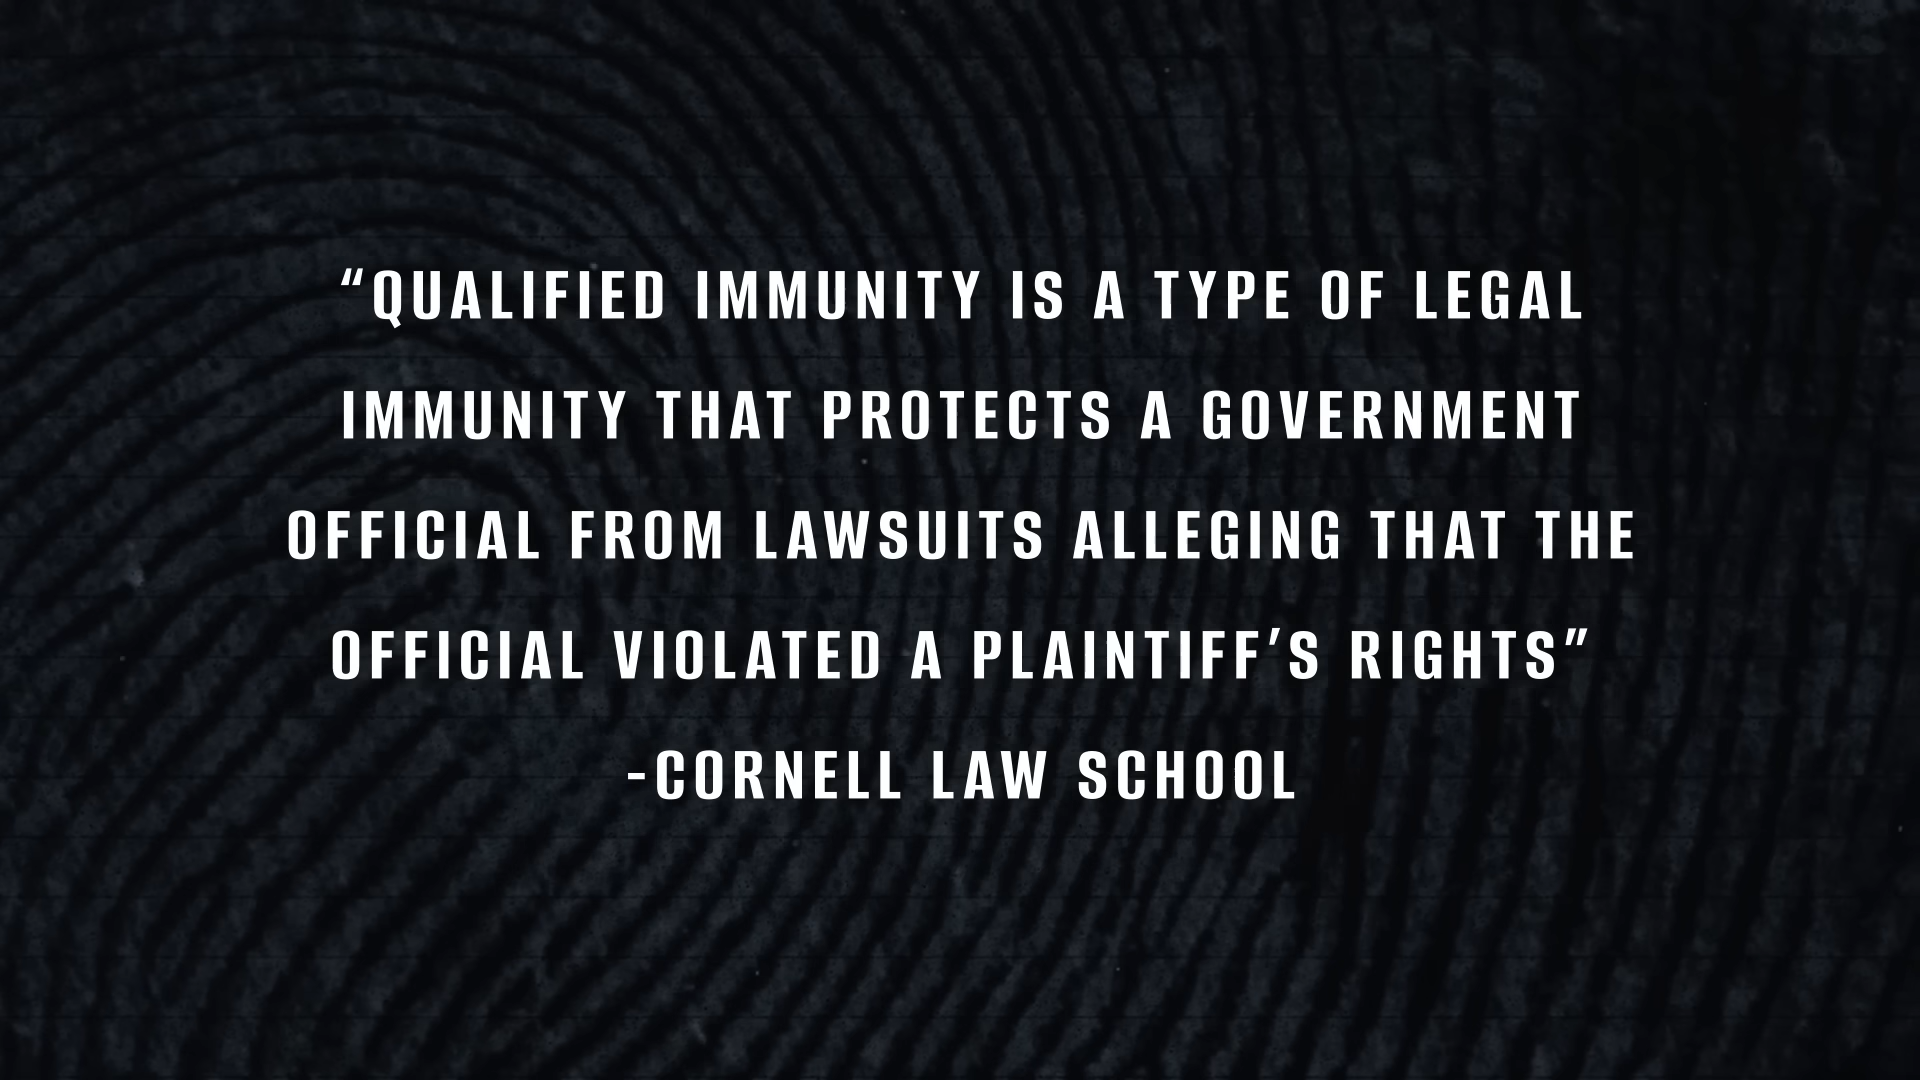 “QUALIFIED IMMUNITY IS A TYPE OF LEGAL
IMMUNITY THAT PROTECTS A GOVERNMENT
OFFICIAL FROM LAWSUITS ALLEGING THAT THE
OFFICIAL VIOLATED A PLAINTIFF’S RIGHTS”
-CORNELL LAW SCHOOL